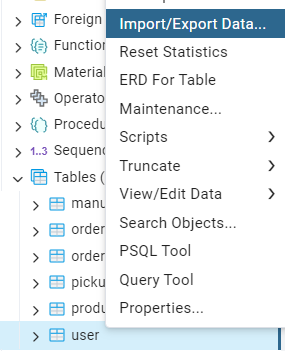 Foreign
Function
Material
Operato
Procedu
1..3 Sequenc
Tables (
manu
order
order
picku
produ
user
Import/Export Data...
Reset Statistics
ERD For Table
Maintenance...
Scripts
Truncate
View/Edit Data
Search Objects...
PSQL Tool
Query Tool
Properties...